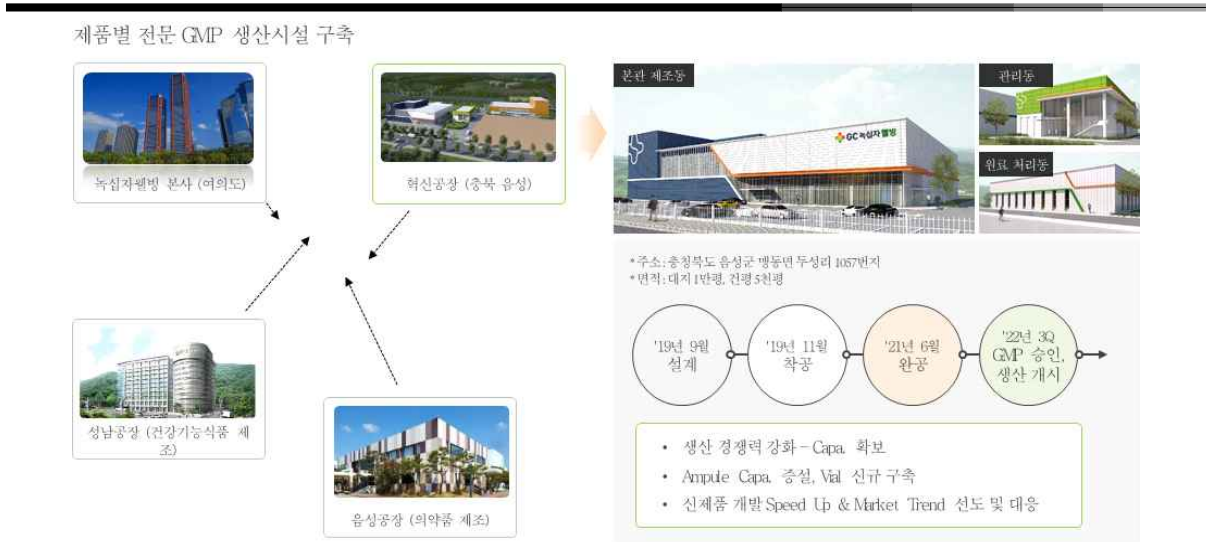 제품별 전문 GMP 생산시설 구축
녹십자웰빙 본사 (여의도)
혁신공장 (충북 음성)
성남공장 (건강기능식품 제
조)
음성공장 (의약품 제조)
본관 제조동
GC녹십자웰빙
관리동
원료 처리동
*주소: 충청북도 음성군 맹동면 두성리 1057번지
*면적: 대지 1만평, 건평 5천평
'19년 9월
설계
'19년 11월
착공
'21년 6월
완공
'22년 3Q
GMP 승인,
생산 개시
• 생산 경쟁력 강화 – Capa. 확보
• Ampule Capa. 증설, Vial 신규 구축
• 신제품 개발 Speed Up & Market Trend 선도 및 대응